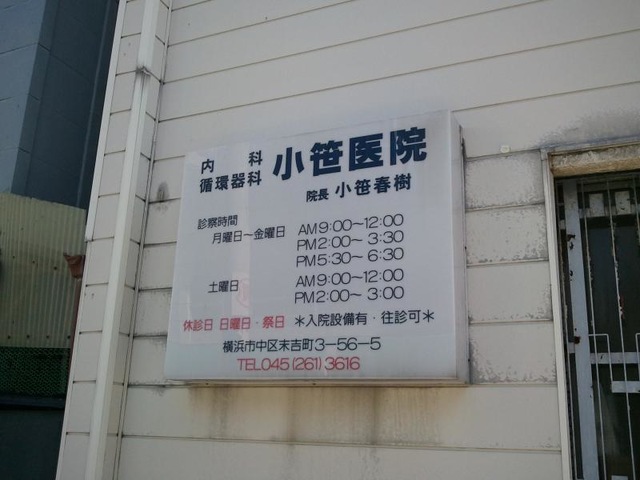 内科 小笹医院
循環器科 院長 小笹春樹
診察時間
月曜日～金曜日 AM9:00～12:00
PM2:00～3:30
PM5:30～6:30
土曜日 AM9:00～12:00
PM2:00～3:00
休診日 日曜日・祭日 ＊入院設備有・往診可＊
横浜市中区末吉町3-56-5
TEL045(261)3616